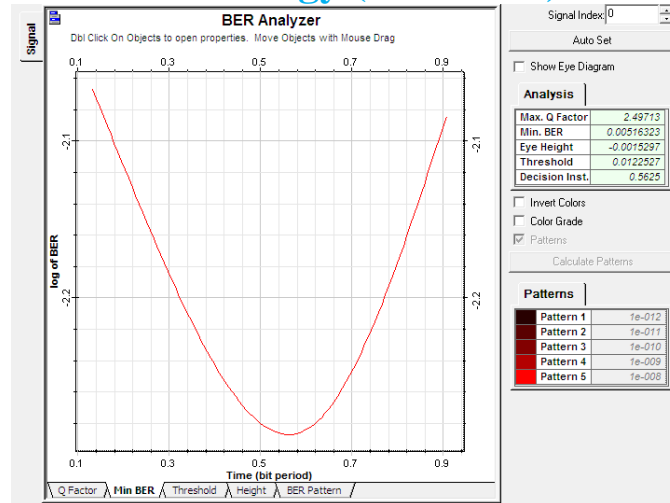 BER Analyzer
Dbl Click On Objects to open properties. Move Objects with Mouse Drag
Signal
0.1 0.3 0.5 0.7 0.9
-2.1 -2.1
-2.2 -2.2
log of BER
0.1 0.3 0.5 0.7 0.9
Time (bit period)
Q Factor Min BER Threshold Height BER Pattern
Signal Index: 0
Auto Set
Show Eye Diagram
Analysis
Max. Q Factor 2.49713
Min. BER 0.00516323
Eye Height -0.0015297
Threshold 0.0122527
Decision Inst. 0.5625
Invert Colors
Color Grade
Patterns
Calculate Patterns
Patterns
Pattern 1 1e-012
Pattern 2 1e-011
Pattern 3 1e-010
Pattern 4 1e-009
Pattern 5 1e-008